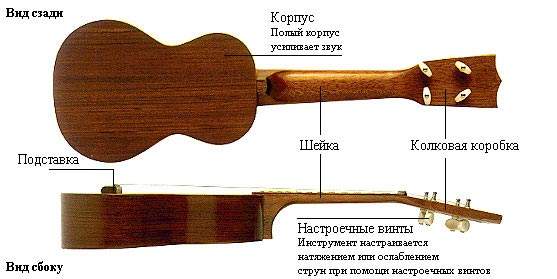 Вид сзади
Корпус
Полый корпус
усиливает звук
Подставка
Шейка
Колковая коробка
Настроечные винты
Инструмент настраивается
натяжением или ослаблением
струн при помощи настроечных винтов
Вид сбоку